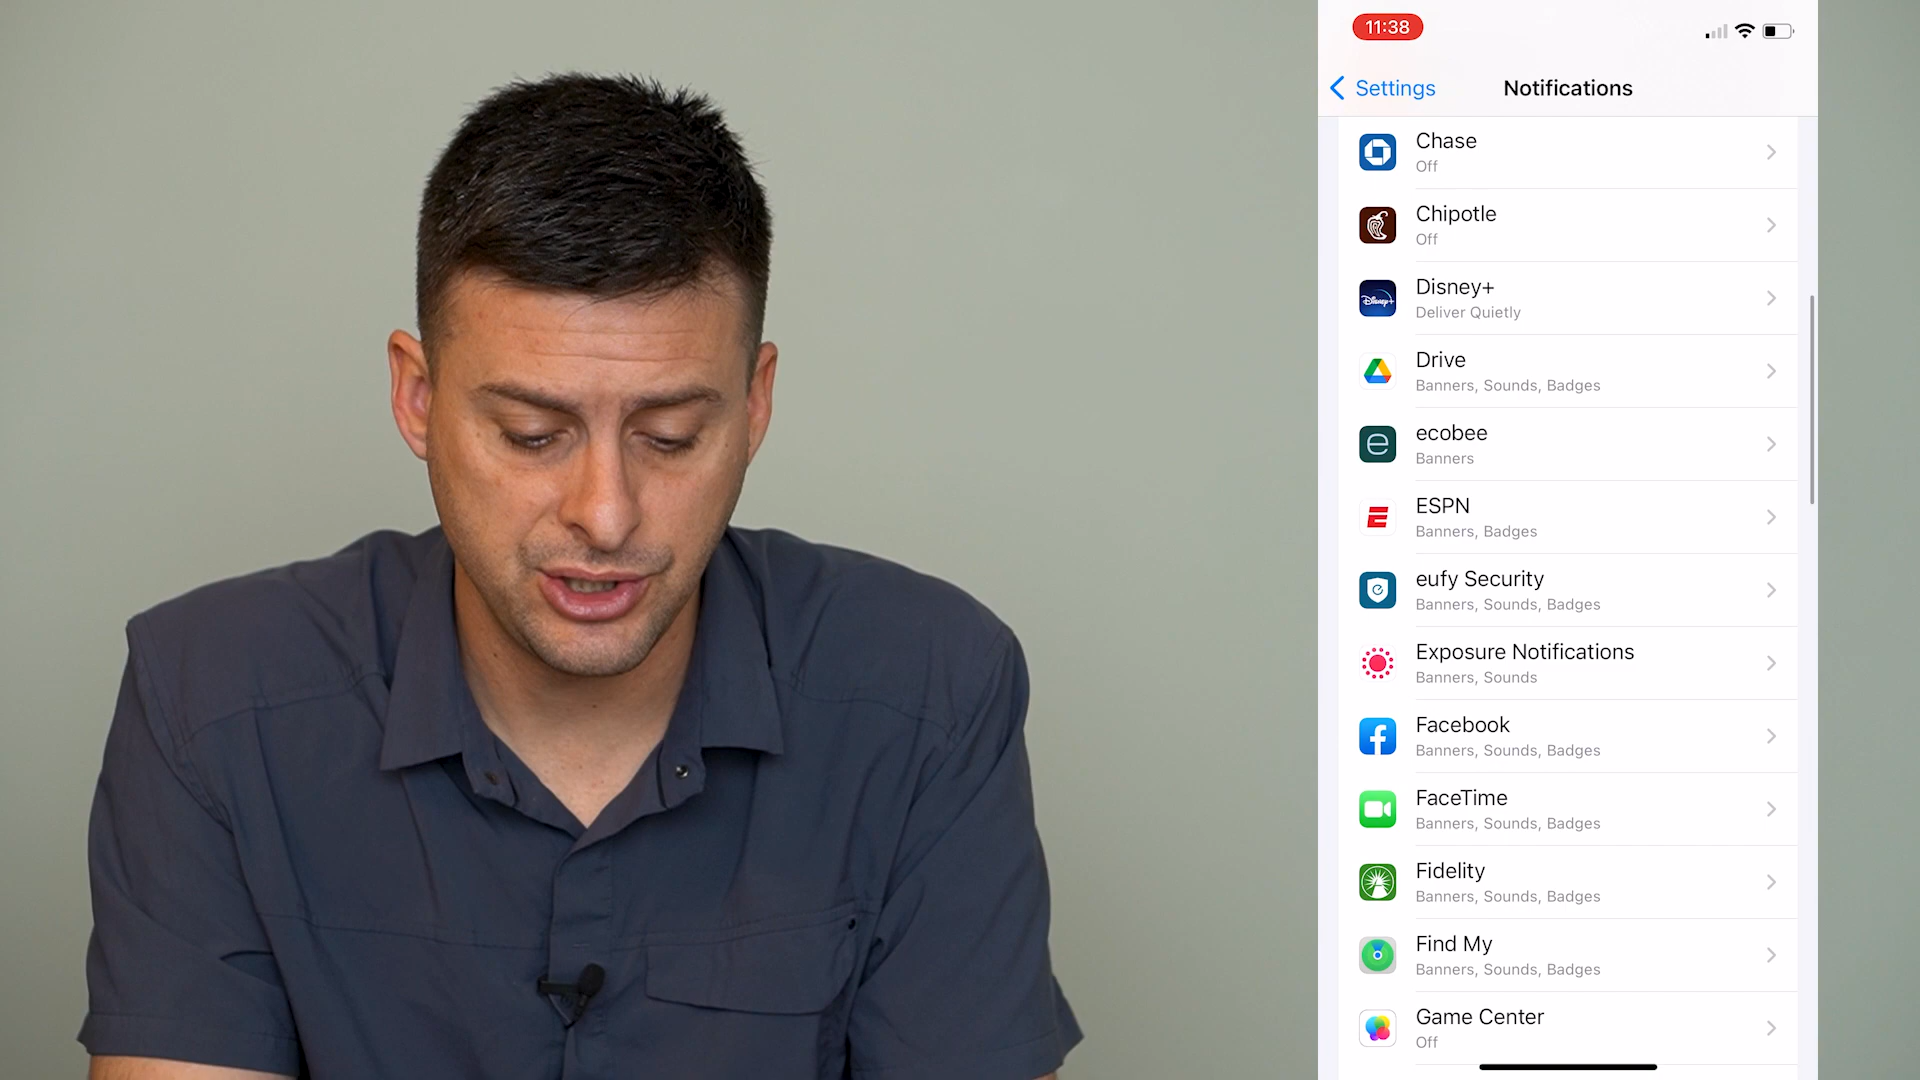 11:38
Settings
Notifications
Chase
Off
Chipotle
Off
Disney+
Disney+
Deliver Quietly
Drive
Banners, Sounds, Badges
e
ecobee
Banners
E
ESPN
Banners, Badges
eufy Security
Banners, Sounds, Badges
Exposure Notifications
Banners, Sounds
f
Facebook
Banners, Sounds, Badges
FaceTime
Banners, Sounds, Badges
Fidelity
Banners, Sounds, Badges
Find My
Banners, Sounds, Badges
Game Center
Off